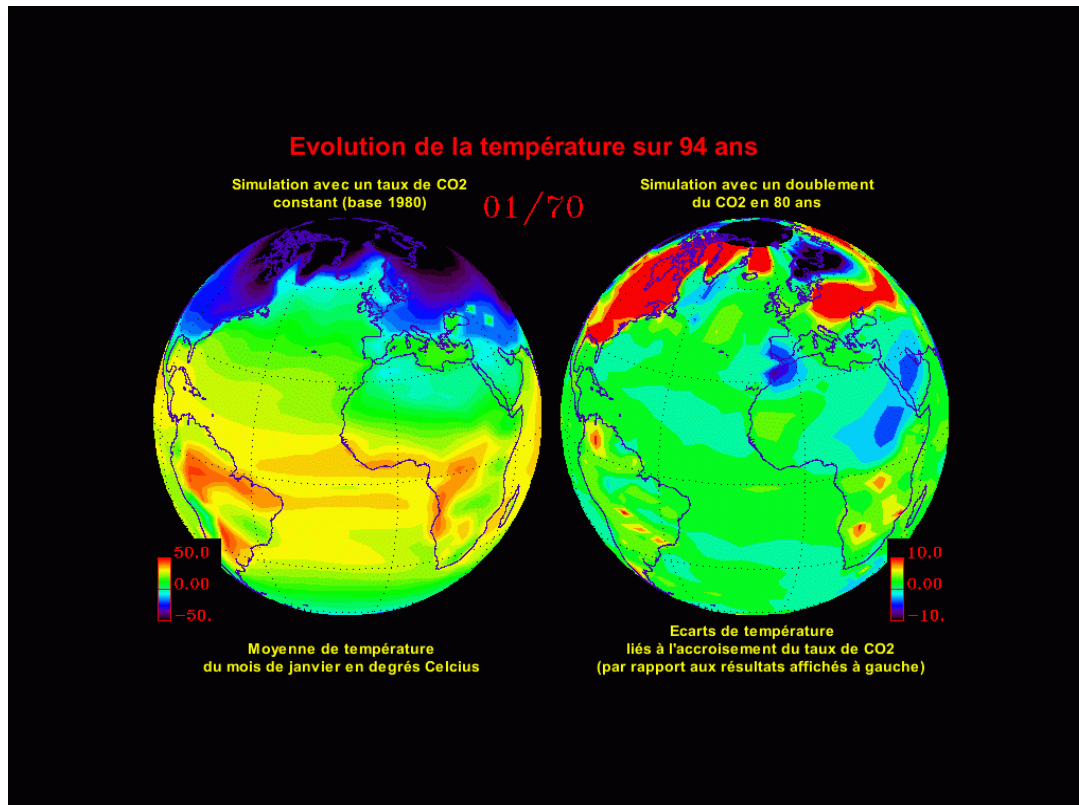 Evolution de la température sur 94 ans
Simulation avec un taux de CO2
constant (base 1980)
01/70
Simulation avec un doublement
du CO2 en 80 ans
50.0
0.00
-50.
10.0
0.00
-10.
Moyenne de température
du mois de janvier en degrés Celcius
Ecarts de température
liés à l'accroisement du taux de CO2
(par rapport aux résultats affichés à gauche)